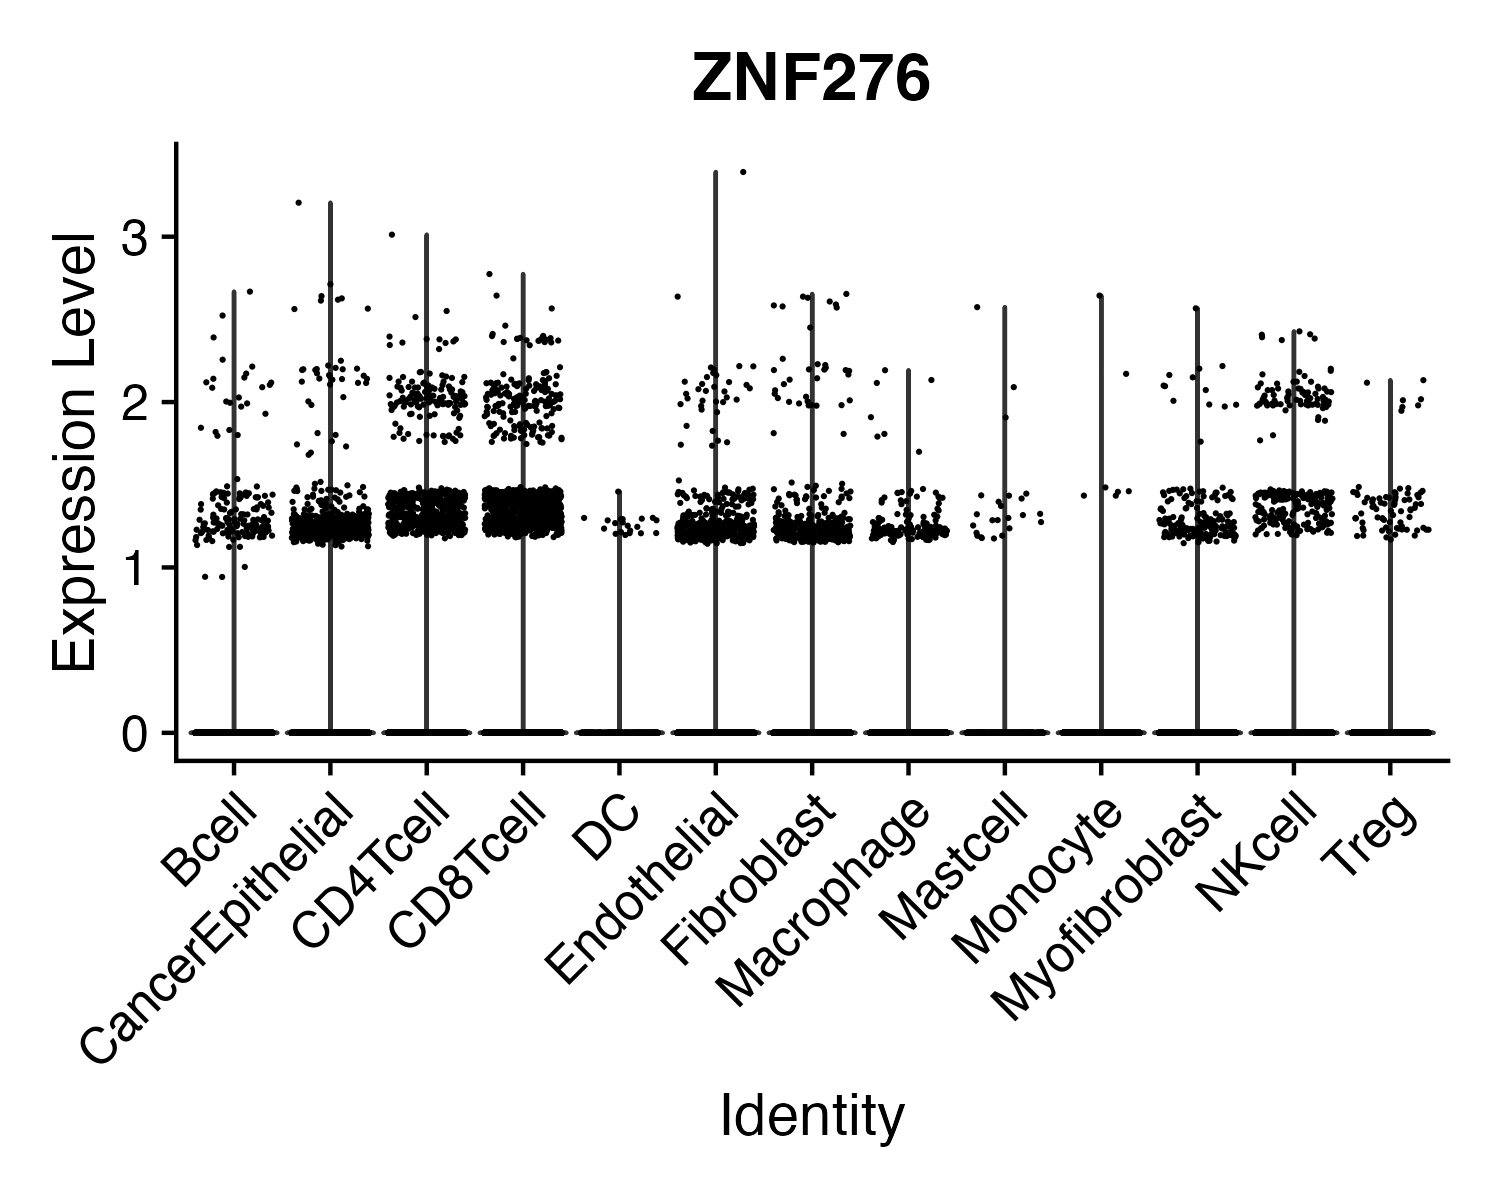 ZNF276
Expression Level
3
2
1
0
Bcell
CancerEpithelial
CD4Tcell
CD8Tcell
DC
Endothelial
Fibroblast
Macrophage
Mastcell
Monocyte
Myofibroblast
NKcell
Treg
Identity